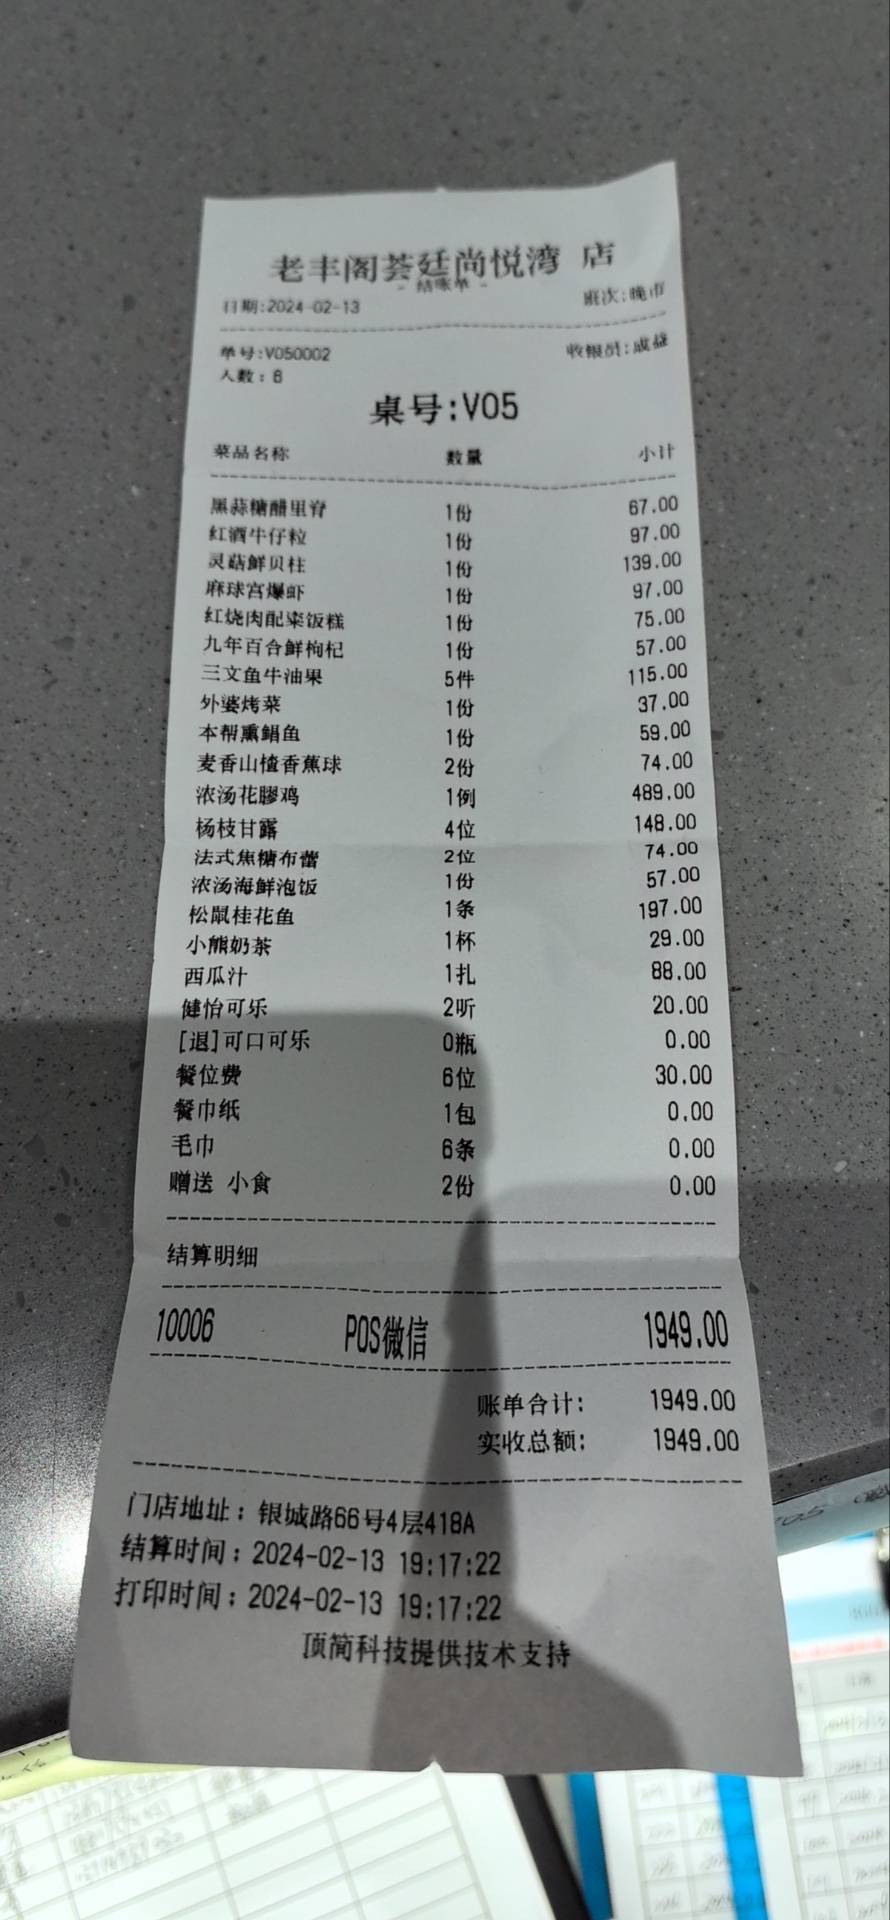 老丰阁荟廷尚悦湾 店
- 结账单 -
日期:2024-02-13 班次:晚市
单号:V050002 收银员:成益
人数:6
桌号:V05
菜品名称 数量 小计
黑蒜糖醋里脊 1份 67.00
红酒牛仔粒 1份 97.00
灵菇鲜贝柱 1份 139.00
麻球宫爆虾 1份 97.00
红烧肉配粢饭糕 1份 75.00
九年百合鲜枸杞 1份 57.00
三文鱼牛油果 5件 115.00
外婆烤菜 1份 37.00
本帮熏鲳鱼 1份 59.00
麦香山楂香蕉球 2份 74.00
浓汤花膠鸡 1例 489.00
杨枝甘露 4位 148.00
法式焦糖布蕾 2位 74.00
浓汤海鲜泡饭 1份 57.00
松鼠桂花鱼 1条 197.00
小熊奶茶 1杯 29.00
西瓜汁 1扎 88.00
健怡可乐 2听 20.00
[退]可口可乐 0瓶 0.00
餐位费 6位 30.00
餐巾纸 1包 0.00
毛巾 6条 0.00
赠送 小食 2份 0.00
结算明细
10006 POS微信 1949.00
账单合计: 1949.00
实收总额: 1949.00
门店地址：银城路66号4层418A
结算时间：2024-02-13 19:17:22
打印时间：2024-02-13 19:17:22
顶简科技提供技术支持